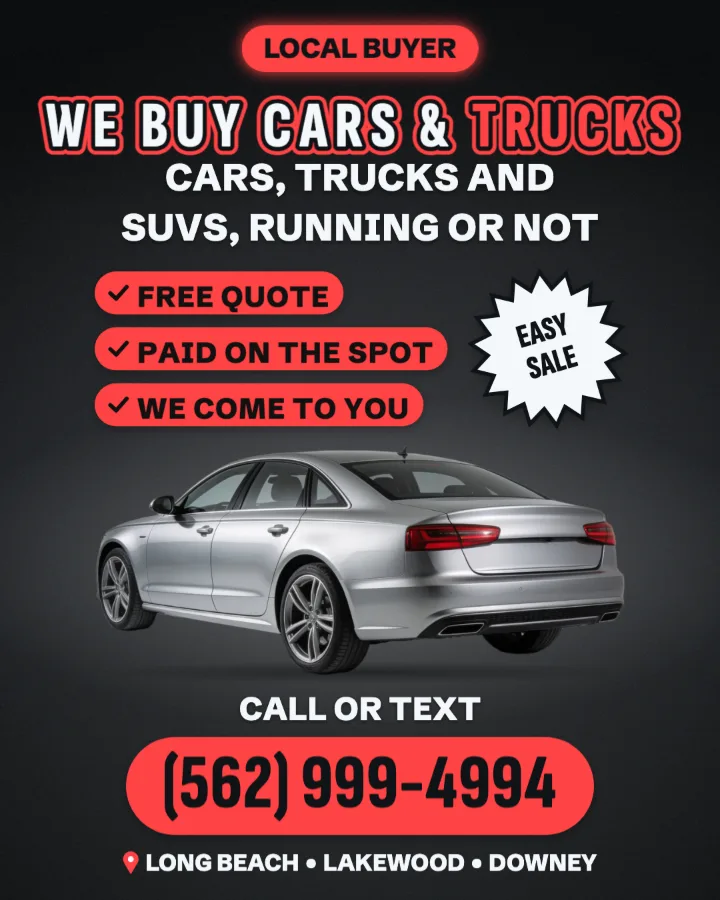 LOCAL BUYER
WE BUY CARS & TRUCKS
CARS, TRUCKS AND
SUVS, RUNNING OR NOT
✓ FREE QUOTE
✓ PAID ON THE SPOT
✓ WE COME TO YOU
EASY
SALE
CALL OR TEXT
(562) 999-4994
📍 LONG BEACH • LAKEWOOD • DOWNEY